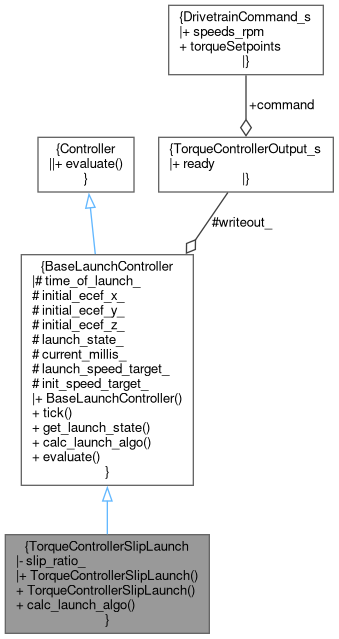 {DrivetrainCommand_s
|+ speeds_rpm
+ torqueSetpoints
|}
+command
{Controller
||+ evaluate()
}
{TorqueControllerOutput_s
|+ ready
|}
#writeout_
{BaseLaunchController
|# time_of_launch_
# initial_ecef_x_
# initial_ecef_y_
# initial_ecef_z_
# launch_state_
# current_millis_
# launch_speed_target_
# init_speed_target_
|+ BaseLaunchController()
+ tick()
+ get_launch_state()
+ calc_launch_algo()
+ evaluate()
}
{TorqueControllerSlipLaunch
|- slip_ratio_
|+ TorqueControllerSlipLaunch()
+ TorqueControllerSlipLaunch()
+ calc_launch_algo()
}